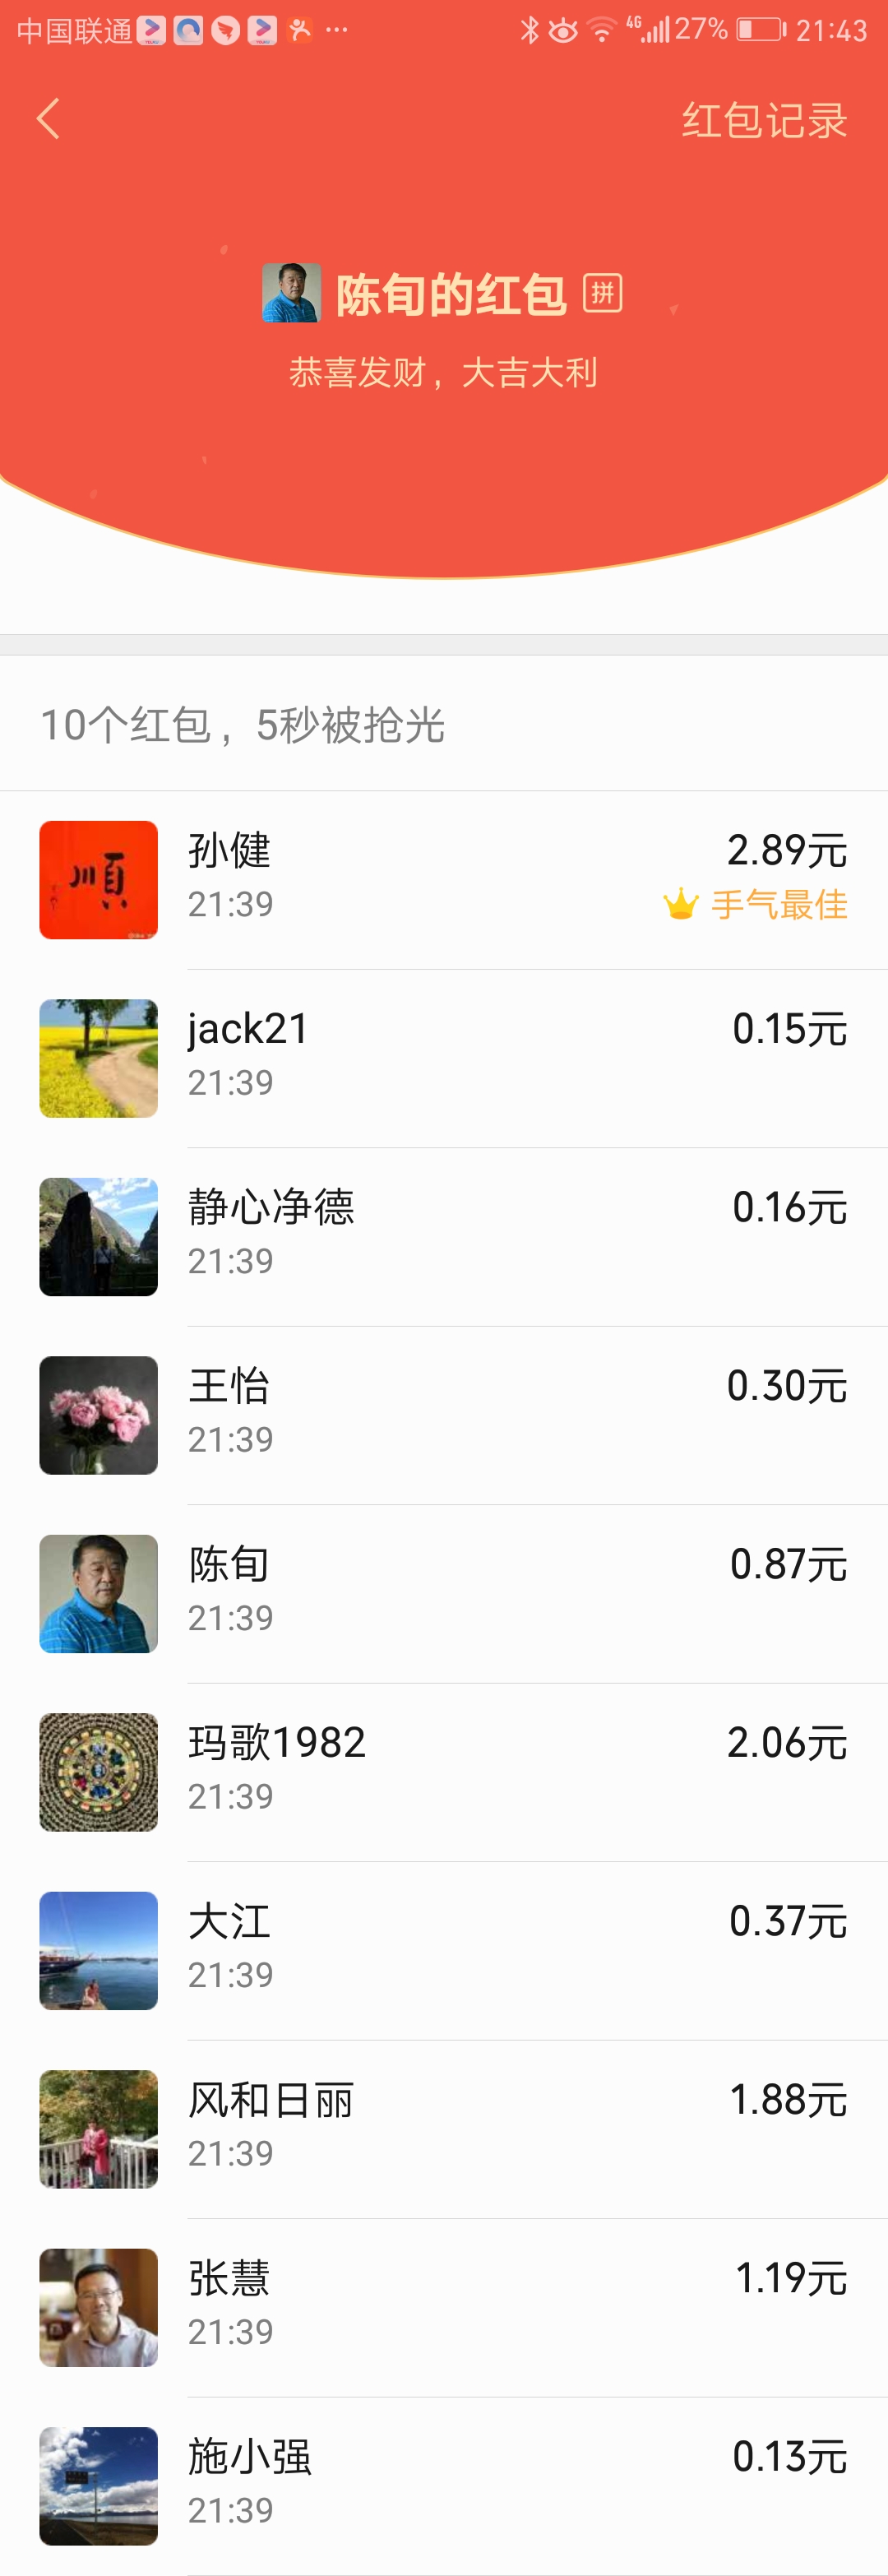 中国联通 4G 27% 21:43
红包记录
陈旬的红包 拼
恭喜发财，大吉大利
10个红包，5秒被抢光
順
孙健 2.89元
21:39 手气最佳
jack21 0.15元
21:39
静心净德 0.16元
21:39
王怡 0.30元
21:39
陈旬 0.87元
21:39
玛歌1982 2.06元
21:39
大江 0.37元
21:39
风和日丽 1.88元
21:39
张慧 1.19元
21:39
施小强 0.13元
21:39